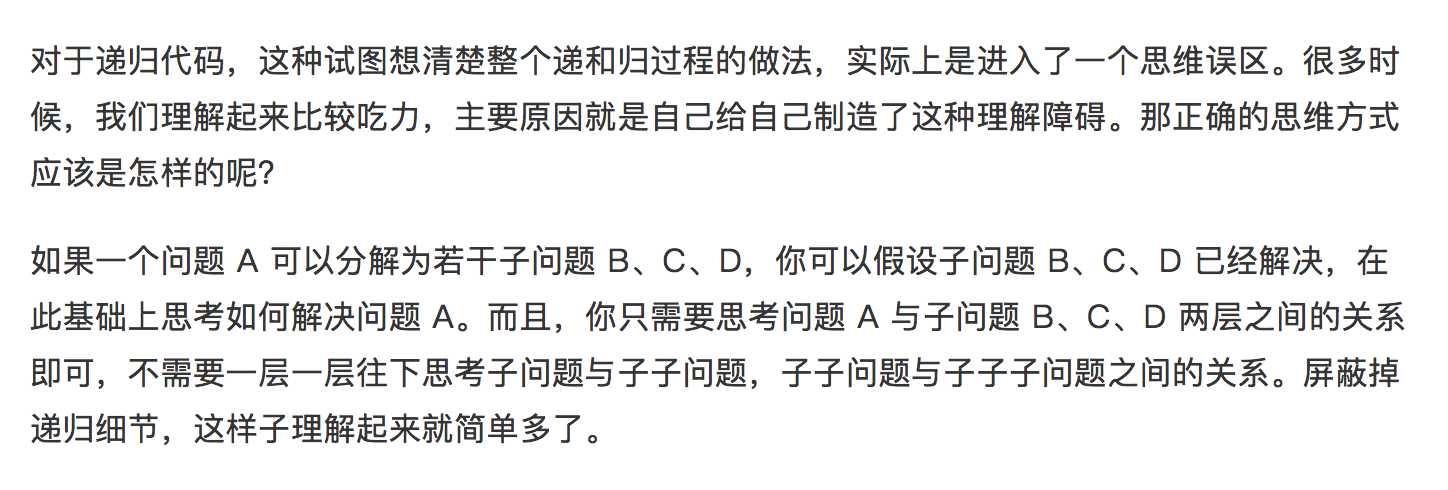 对于递归代码，这种试图想清楚整个递和归过程的做法，实际上是进入了一个思维误区。很多时
候，我们理解起来比较吃力，主要原因就是自己给自己制造了这种理解障碍。那正确的思维方式
应该是怎样的呢？
如果一个问题 A 可以分解为若干子问题 B、C、D，你可以假设子问题 B、C、D 已经解决，在
此基础上思考如何解决问题 A。而且，你只需要思考问题 A 与子问题 B、C、D 两层之间的关系
即可，不需要一层一层往下思考子问题与子子问题，子子问题与子子子问题之间的关系。屏蔽掉
递归细节，这样子理解起来就简单多了。